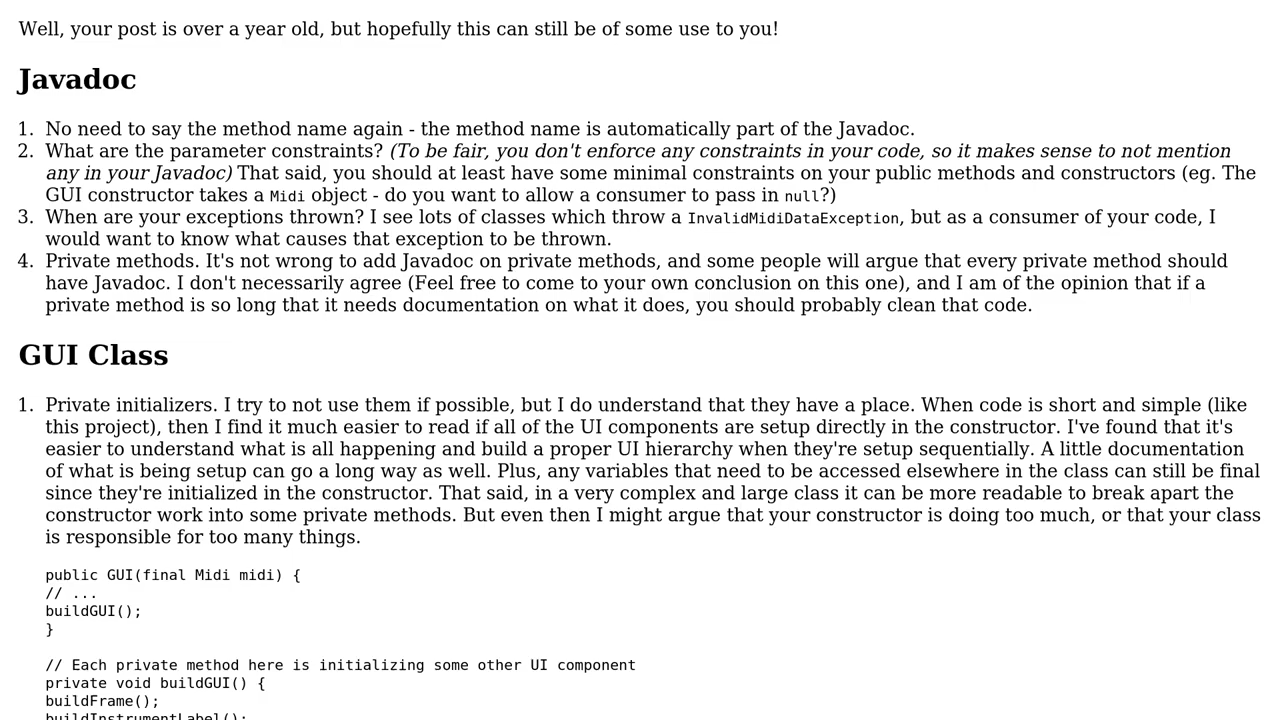 Well, your post is over a year old, but hopefully this can still be of some use to you!
Javadoc
1. No need to say the method name again - the method name is automatically part of the Javadoc.
2. What are the parameter constraints? (To be fair, you don't enforce any constraints in your code, so it makes sense to not mention
any in your Javadoc) That said, you should at least have some minimal constraints on your public methods and constructors (eg. The
GUI constructor takes a Midi object - do you want to allow a consumer to pass in null?)
3. When are your exceptions thrown? I see lots of classes which throw a InvalidMidiDataException, but as a consumer of your code, I
would want to know what causes that exception to be thrown.
4. Private methods. It's not wrong to add Javadoc on private methods, and some people will argue that every private method should
have Javadoc. I don't necessarily agree (Feel free to come to your own conclusion on this one), and I am of the opinion that if a
private method is so long that it needs documentation on what it does, you should probably clean that code.
GUI Class
1. Private initializers. I try to not use them if possible, but I do understand that they have a place. When code is short and simple (like
this project), then I find it much easier to read if all of the UI components are setup directly in the constructor. I've found that it's
easier to understand what is all happening and build a proper UI hierarchy when they're setup sequentially. A little documentation
of what is being setup can go a long way as well. Plus, any variables that need to be accessed elsewhere in the class can still be final
since they're initialized in the constructor. That said, in a very complex and large class it can be more readable to break apart the
constructor work into some private methods. But even then I might argue that your constructor is doing too much, or that your class
is responsible for too many things.
public GUI(final Midi midi) {
// ...
buildGUI();
}
// Each private method here is initializing some other UI component
private void buildGUI() {
buildFrame();
buildInstrumentLabel();